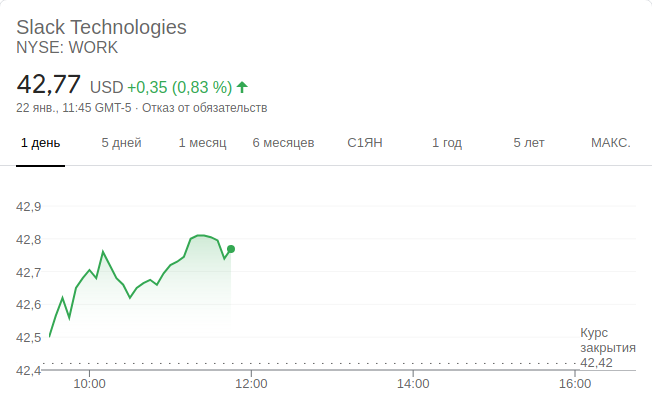 Slack Technologies
NYSE: WORK
42,77 USD +0,35 (0,83 %)
22 янв., 11:45 GMT-5 · Отказ от обязательств
1 день 5 дней 1 месяц 6 месяцев С1ЯН 1 год 5 лет МАКС.
42,9
42,8
42,7
42,6
42,5
42,4
Курс
закрытия
42,42
10:00 12:00 14:00 16:00